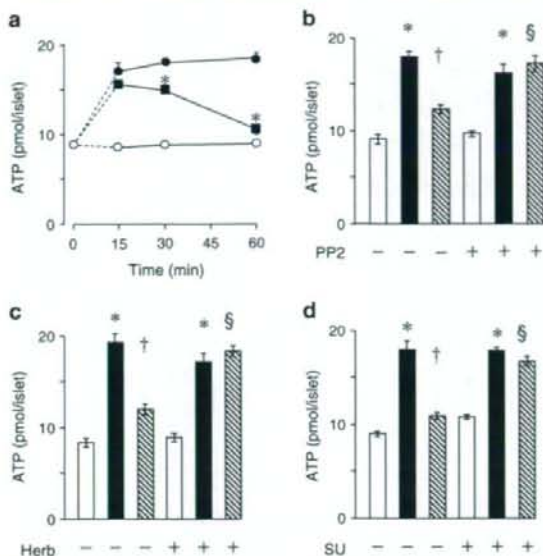 a
20
10
0
ATP (pmol/islet)
* *
0 15 30 45 60
Time (min)
b
20
10
0
ATP (pmol/islet)
* † * §
PP2 − − − + + +
c
20
10
0
ATP (pmol/islet)
* † * §
Herb − − − + + +
d
20
10
0
ATP (pmol/islet)
* † * §
SU − − − + + +